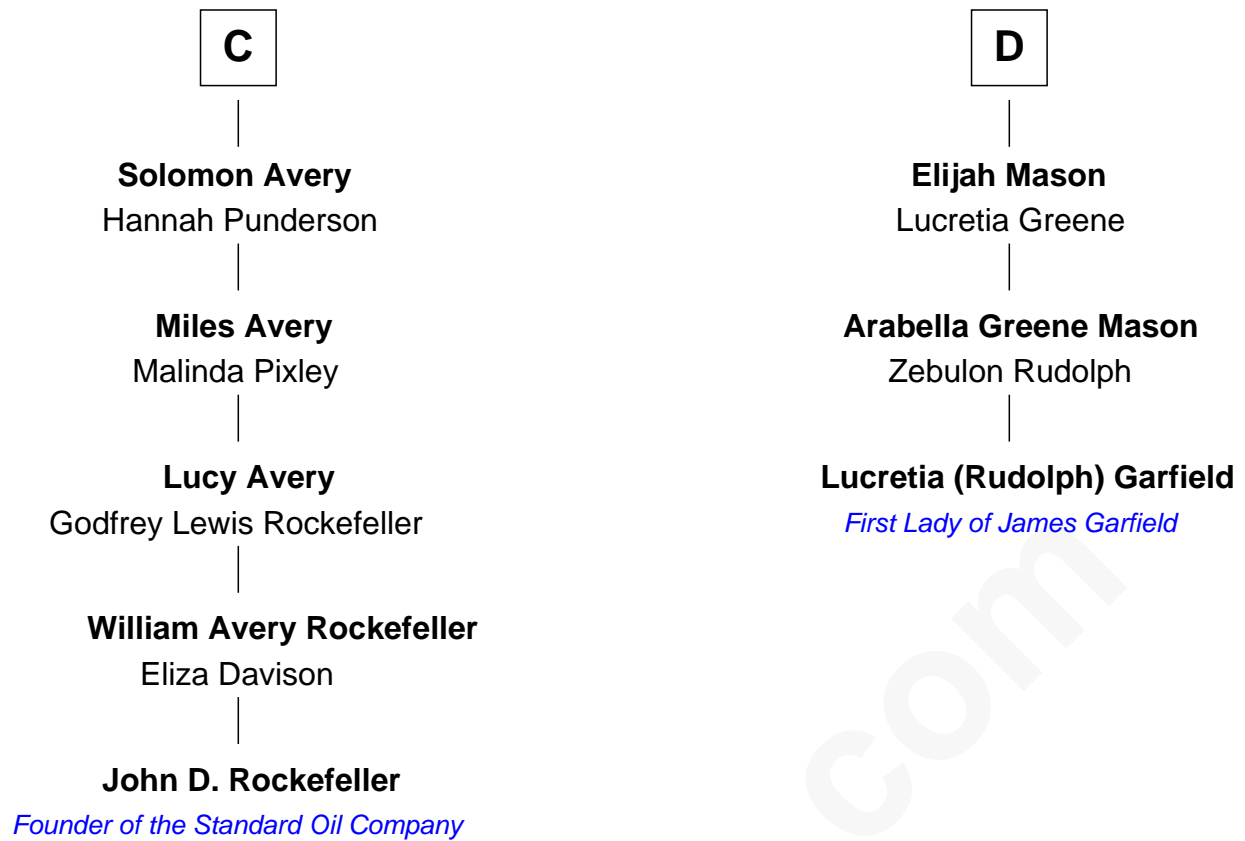 C
Solomon Avery
Hannah Punderson
Miles Avery
Malinda Pixley
Lucy Avery
Godfrey Lewis Rockefeller
William Avery Rockefeller
Eliza Davison
John D. Rockefeller
Founder of the Standard Oil Company
D
Elijah Mason
Lucretia Greene
Arabella Greene Mason
Zebulon Rudolph
Lucretia (Rudolph) Garfield
First Lady of James Garfield
com